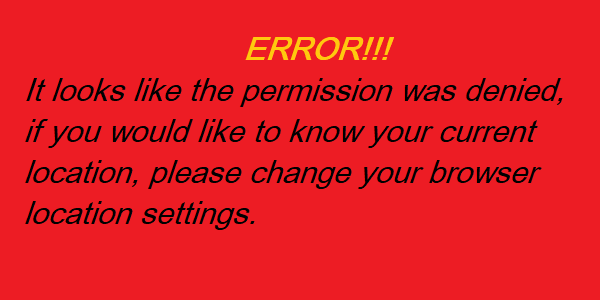 ERROR!!!
It looks like the permission was denied,
if you would like to know your current
location, please change your browser
location settings.